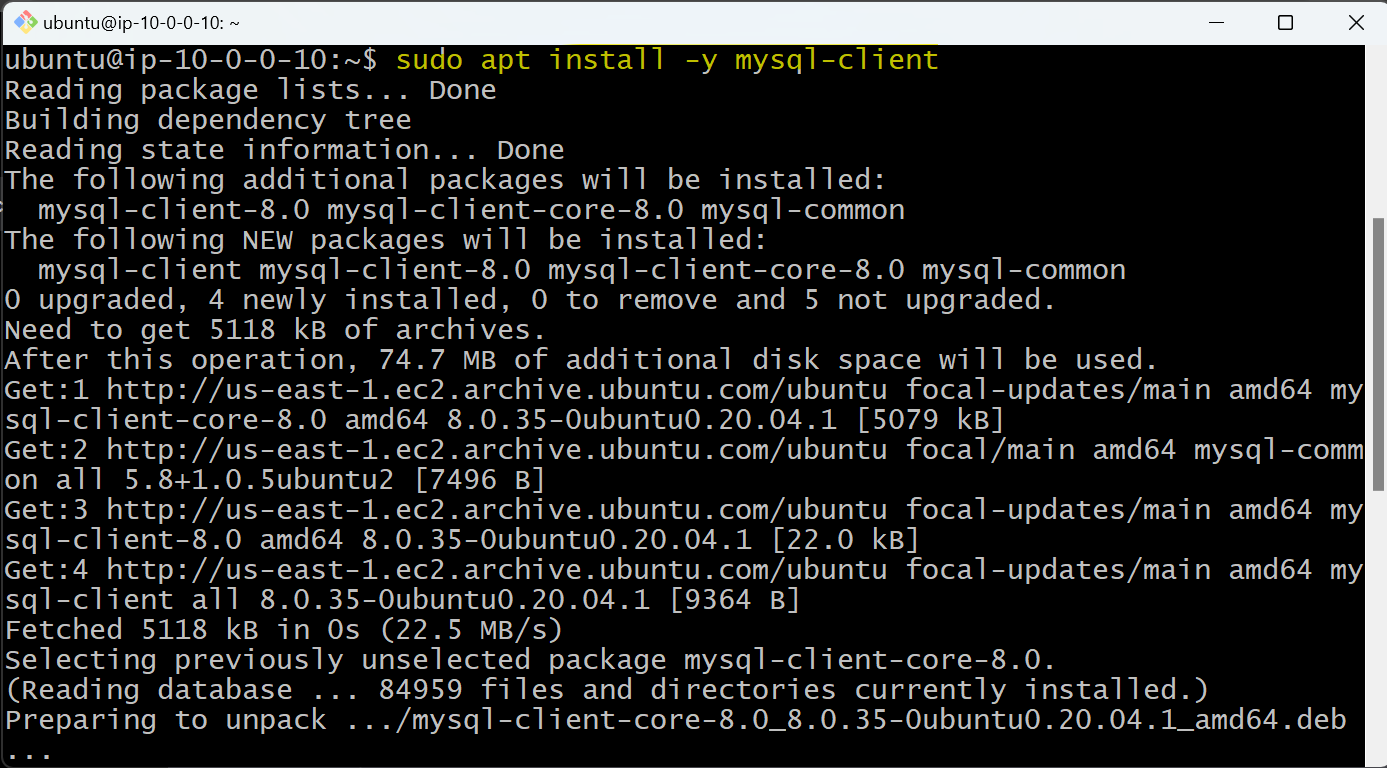 ubuntu@ip-10-0-0-10: ~
ubuntu@ip-10-0-0-10:~$ sudo apt install -y mysql-client
Reading package lists... Done
Building dependency tree
Reading state information... Done
The following additional packages will be installed:
  mysql-client-8.0 mysql-client-core-8.0 mysql-common
The following NEW packages will be installed:
  mysql-client mysql-client-8.0 mysql-client-core-8.0 mysql-common
0 upgraded, 4 newly installed, 0 to remove and 5 not upgraded.
Need to get 5118 kB of archives.
After this operation, 74.7 MB of additional disk space will be used.
Get:1 http://us-east-1.ec2.archive.ubuntu.com/ubuntu focal-updates/main amd64 my
sql-client-core-8.0 amd64 8.0.35-0ubuntu0.20.04.1 [5079 kB]
Get:2 http://us-east-1.ec2.archive.ubuntu.com/ubuntu focal/main amd64 mysql-comm
on all 5.8+1.0.5ubuntu2 [7496 B]
Get:3 http://us-east-1.ec2.archive.ubuntu.com/ubuntu focal-updates/main amd64 my
sql-client-8.0 amd64 8.0.35-0ubuntu0.20.04.1 [22.0 kB]
Get:4 http://us-east-1.ec2.archive.ubuntu.com/ubuntu focal-updates/main amd64 my
sql-client all 8.0.35-0ubuntu0.20.04.1 [9364 B]
Fetched 5118 kB in 0s (22.5 MB/s)
Selecting previously unselected package mysql-client-core-8.0.
(Reading database ... 84959 files and directories currently installed.)
Preparing to unpack .../mysql-client-core-8.0_8.0.35-0ubuntu0.20.04.1_amd64.deb
...